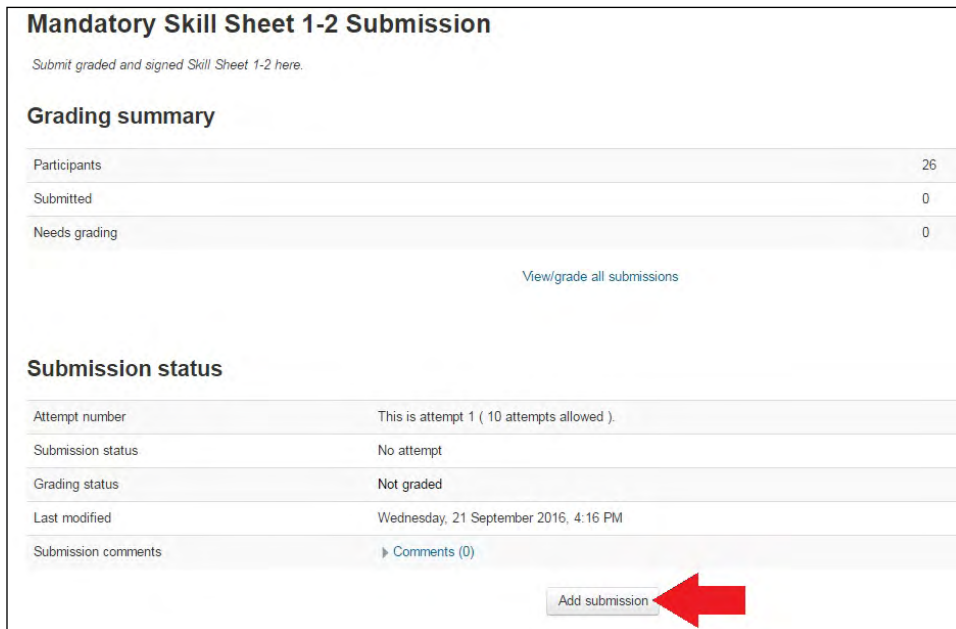 Mandatory Skill Sheet 1-2 Submission
Submit graded and signed Skill Sheet 1-2 here.
Grading summary
Participants 26
Submitted 0
Needs grading 0
View/grade all submissions
Submission status
Attempt number This is attempt 1 ( 10 attempts allowed ).
Submission status No attempt
Grading status Not graded
Last modified Wednesday, 21 September 2016, 4:16 PM
Submission comments Comments (0)
Add submission